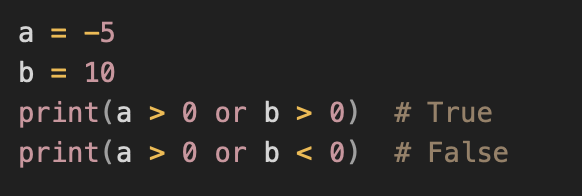 a = -5
b = 10
print(a > 0 or b > 0)  # True
print(a > 0 or b < 0)  # False